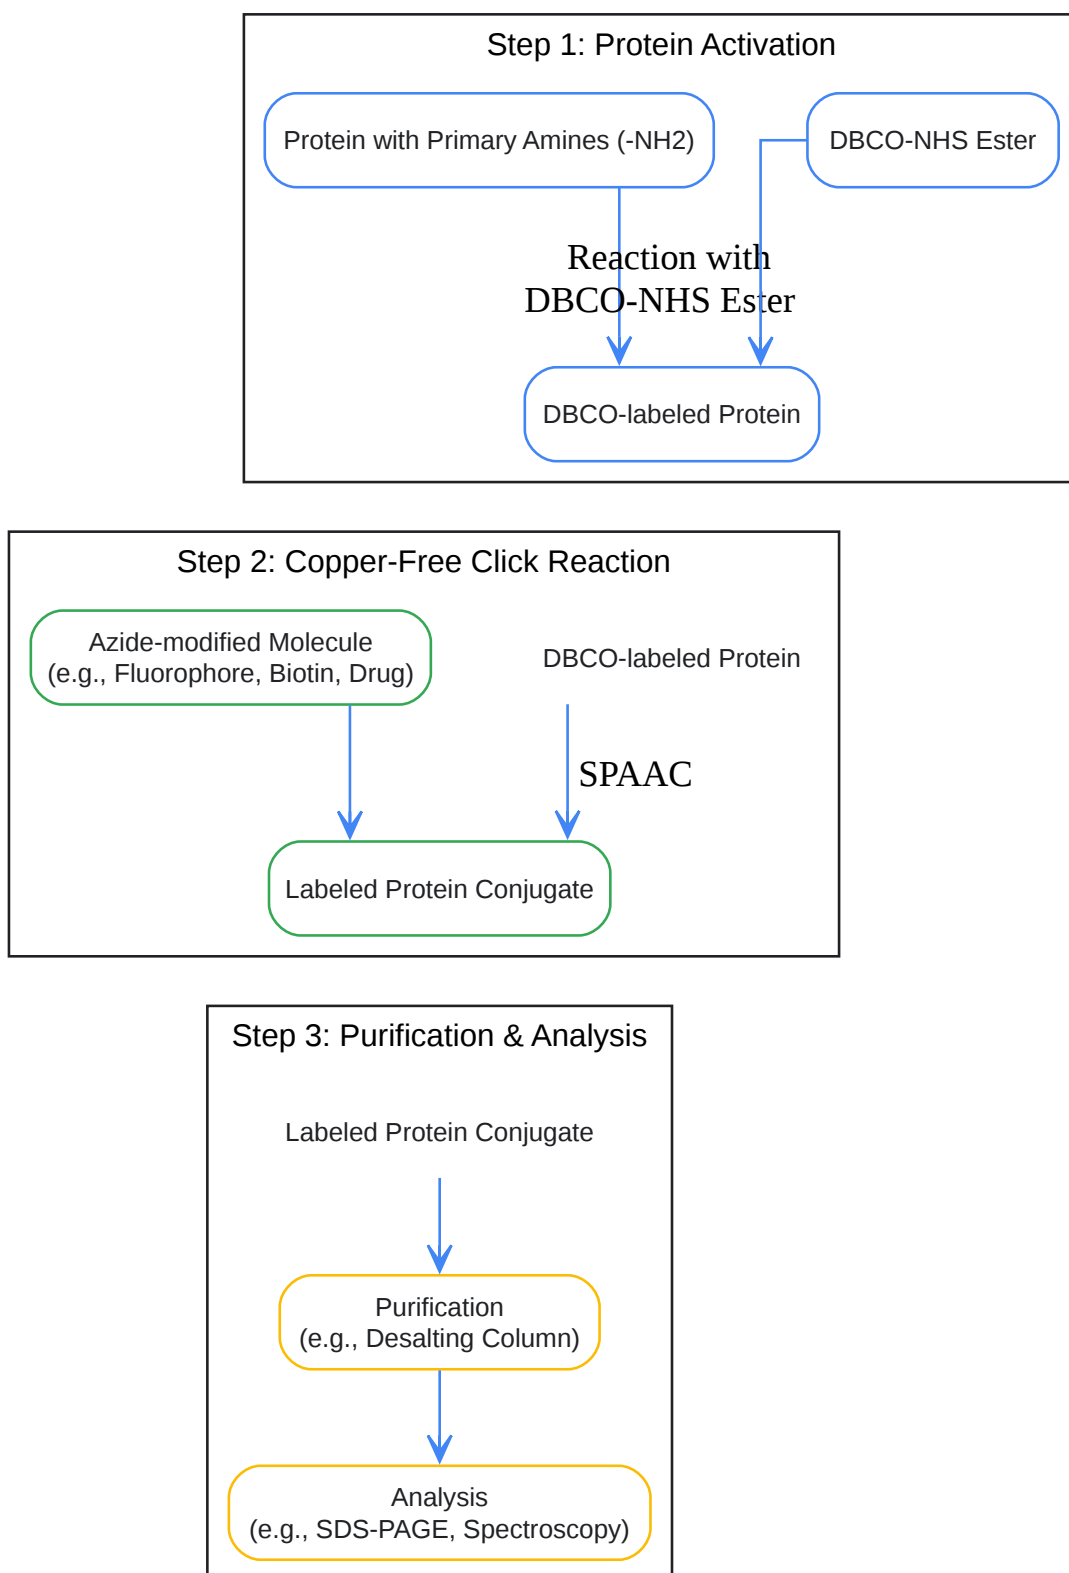 Step 1: Protein Activation
Protein with Primary Amines (-NH2)
DBCO-NHS Ester
Reaction with
DBCO-NHS Ester
DBCO-labeled Protein
Step 2: Copper-Free Click Reaction
Azide-modified Molecule
(e.g., Fluorophore, Biotin, Drug)
DBCO-labeled Protein
SPAAC
Labeled Protein Conjugate
Step 3: Purification & Analysis
Labeled Protein Conjugate
Purification
(e.g., Desalting Column)
Analysis
(e.g., SDS-PAGE, Spectroscopy)